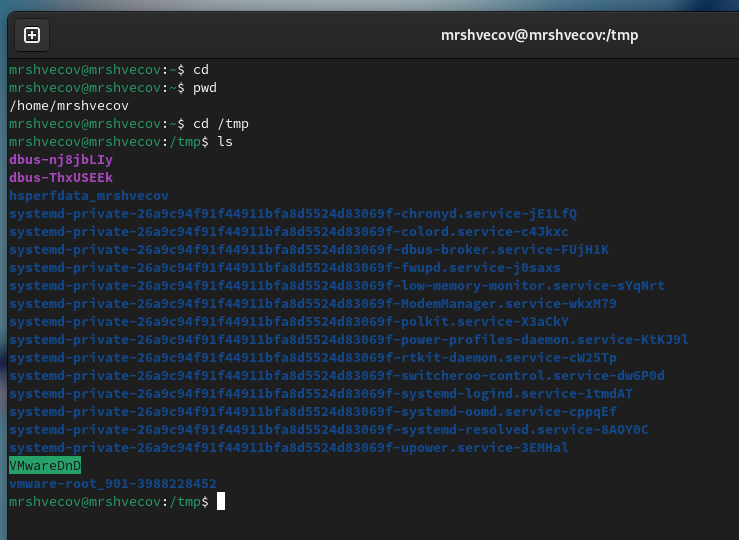 mrshvecov@mrshvecov:/tmp
mrshvecov@mrshvecov:~$ cd
mrshvecov@mrshvecov:~$ pwd
/home/mrshvecov
mrshvecov@mrshvecov:~$ cd /tmp
mrshvecov@mrshvecov:/tmp$ ls
dbus-nj8jbLIy
dbus-ThxUSEEk
hsperfdata_mrshvecov
systemd-private-26a9c94f91f44911bfa8d5524d83069f-chronyd.service-jE1LfQ
systemd-private-26a9c94f91f44911bfa8d5524d83069f-colord.service-c4Jkxc
systemd-private-26a9c94f91f44911bfa8d5524d83069f-dbus-broker.service-FUjH1K
systemd-private-26a9c94f91f44911bfa8d5524d83069f-fwupd.service-j0saxs
systemd-private-26a9c94f91f44911bfa8d5524d83069f-low-memory-monitor.service-sYqNrt
systemd-private-26a9c94f91f44911bfa8d5524d83069f-ModemManager.service-wkxM79
systemd-private-26a9c94f91f44911bfa8d5524d83069f-polkit.service-X3aCkY
systemd-private-26a9c94f91f44911bfa8d5524d83069f-power-profiles-daemon.service-KtKJ9l
systemd-private-26a9c94f91f44911bfa8d5524d83069f-rtkit-daemon.service-cW25Tp
systemd-private-26a9c94f91f44911bfa8d5524d83069f-switcheroo-control.service-dw6P0d
systemd-private-26a9c94f91f44911bfa8d5524d83069f-systemd-logind.service-1tmdAT
systemd-private-26a9c94f91f44911bfa8d5524d83069f-systemd-oomd.service-cppqEf
systemd-private-26a9c94f91f44911bfa8d5524d83069f-systemd-resolved.service-8AOY0C
systemd-private-26a9c94f91f44911bfa8d5524d83069f-upower.service-3EMHal
VMwareDnD
vmware-root_901-3988228452
mrshvecov@mrshvecov:/tmp$